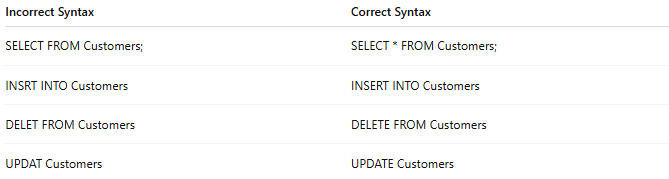 Incorrect Syntax Correct Syntax
SELECT FROM Customers; SELECT * FROM Customers;
INSRT INTO Customers INSERT INTO Customers
DELET FROM Customers DELETE FROM Customers
UPDAT Customers UPDATE Customers